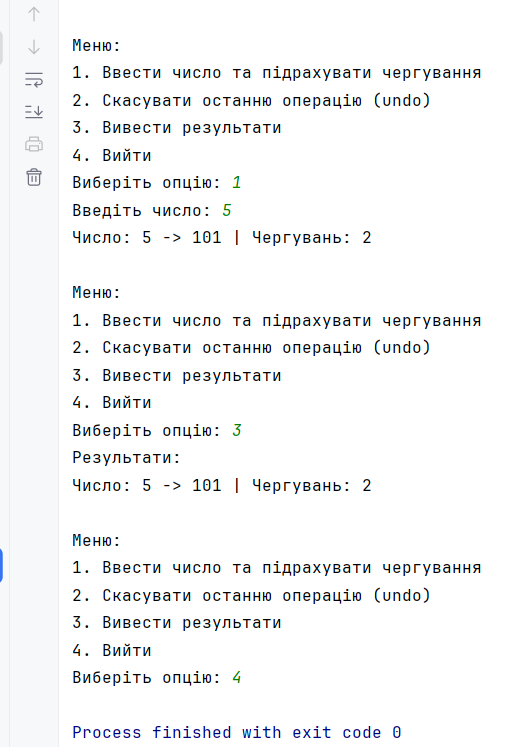 Меню:
1. Ввести число та підрахувати чергування
2. Скасувати останню операцію (undo)
3. Вивести результати
4. Вийти
Виберіть опцію: 1
Введіть число: 5
Число: 5 -> 101 | Чергувань: 2
Меню:
1. Ввести число та підрахувати чергування
2. Скасувати останню операцію (undo)
3. Вивести результати
4. Вийти
Виберіть опцію: 3
Результати:
Число: 5 -> 101 | Чергувань: 2
Меню:
1. Ввести число та підрахувати чергування
2. Скасувати останню операцію (undo)
3. Вивести результати
4. Вийти
Виберіть опцію: 4
Process finished with exit code 0